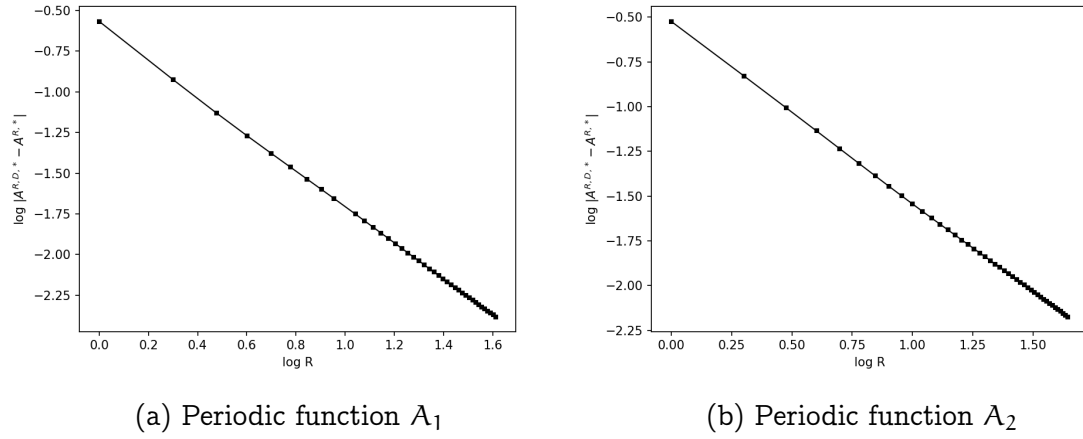 −0.50
−0.75
−1.00
−1.25
−1.50
−1.75
−2.00
−2.25
log |A^{R,D,*} − A^{R,*}|
0.0 0.2 0.4 0.6 0.8 1.0 1.2 1.4 1.6
log R
(a) Periodic function A₁
−0.50
−0.75
−1.00
−1.25
−1.50
−1.75
−2.00
−2.25
log |A^{R,D,*} − A^{R,*}|
0.00 0.25 0.50 0.75 1.00 1.25 1.50
log R
(b) Periodic function A₂